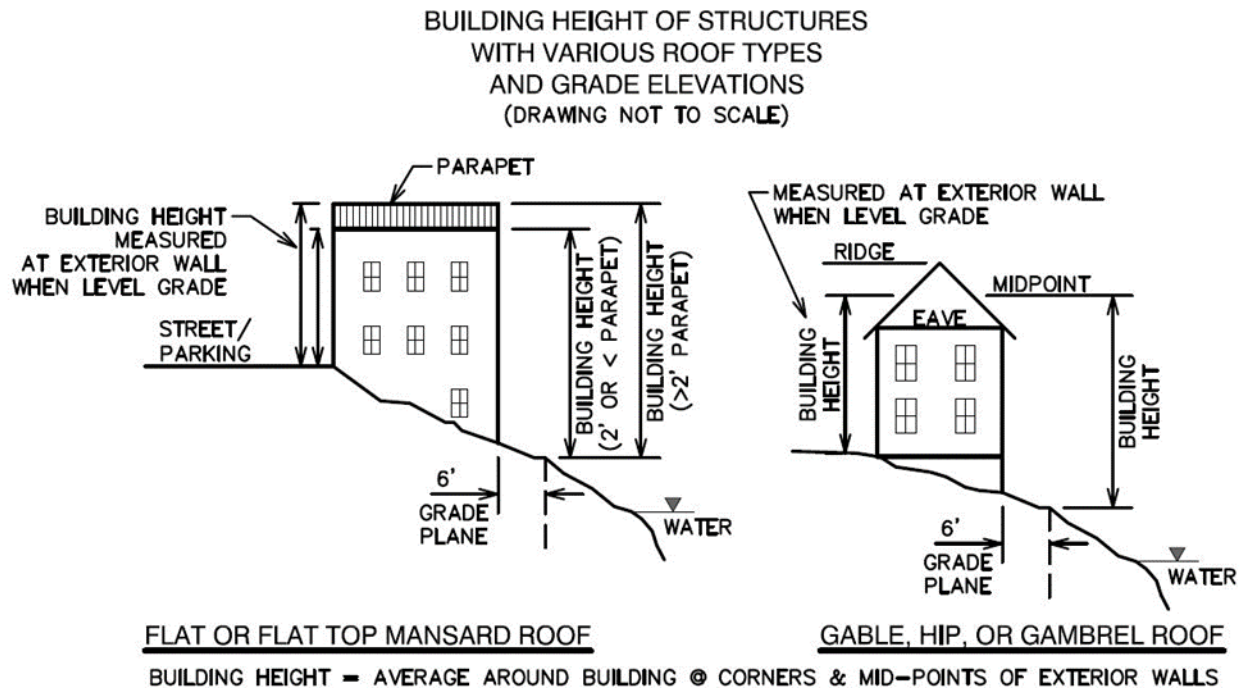 BUILDING HEIGHT OF STRUCTURES
WITH VARIOUS ROOF TYPES
AND GRADE ELEVATIONS
(DRAWING NOT TO SCALE)
PARAPET
BUILDING HEIGHT
MEASURED
AT EXTERIOR WALL
WHEN LEVEL GRADE
STREET/
PARKING
BUILDING HEIGHT
(2' OR < PARAPET)
BUILDING HEIGHT
(>2' PARAPET)
6'
GRADE
PLANE
WATER
FLAT OR FLAT TOP MANSARD ROOF
MEASURED AT EXTERIOR WALL
WHEN LEVEL GRADE
RIDGE
MIDPOINT
EAVE
BUILDING
HEIGHT
BUILDING
HEIGHT
6'
GRADE
PLANE
WATER
GABLE, HIP, OR GAMBREL ROOF
BUILDING HEIGHT = AVERAGE AROUND BUILDING @ CORNERS & MID-POINTS OF EXTERIOR WALLS